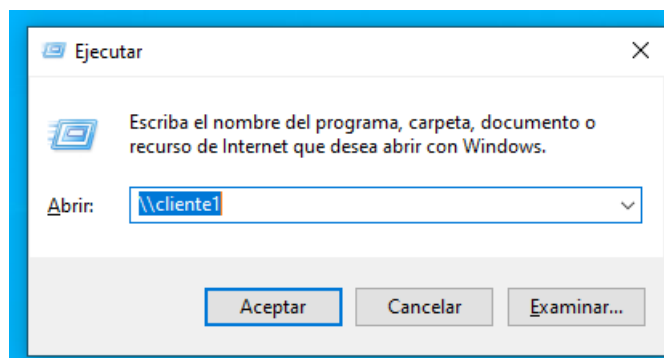 Ejecutar
Escriba el nombre del programa, carpeta, documento o
recurso de Internet que desea abrir con Windows.
Abrir: \\cliente1
Aceptar Cancelar Examinar...